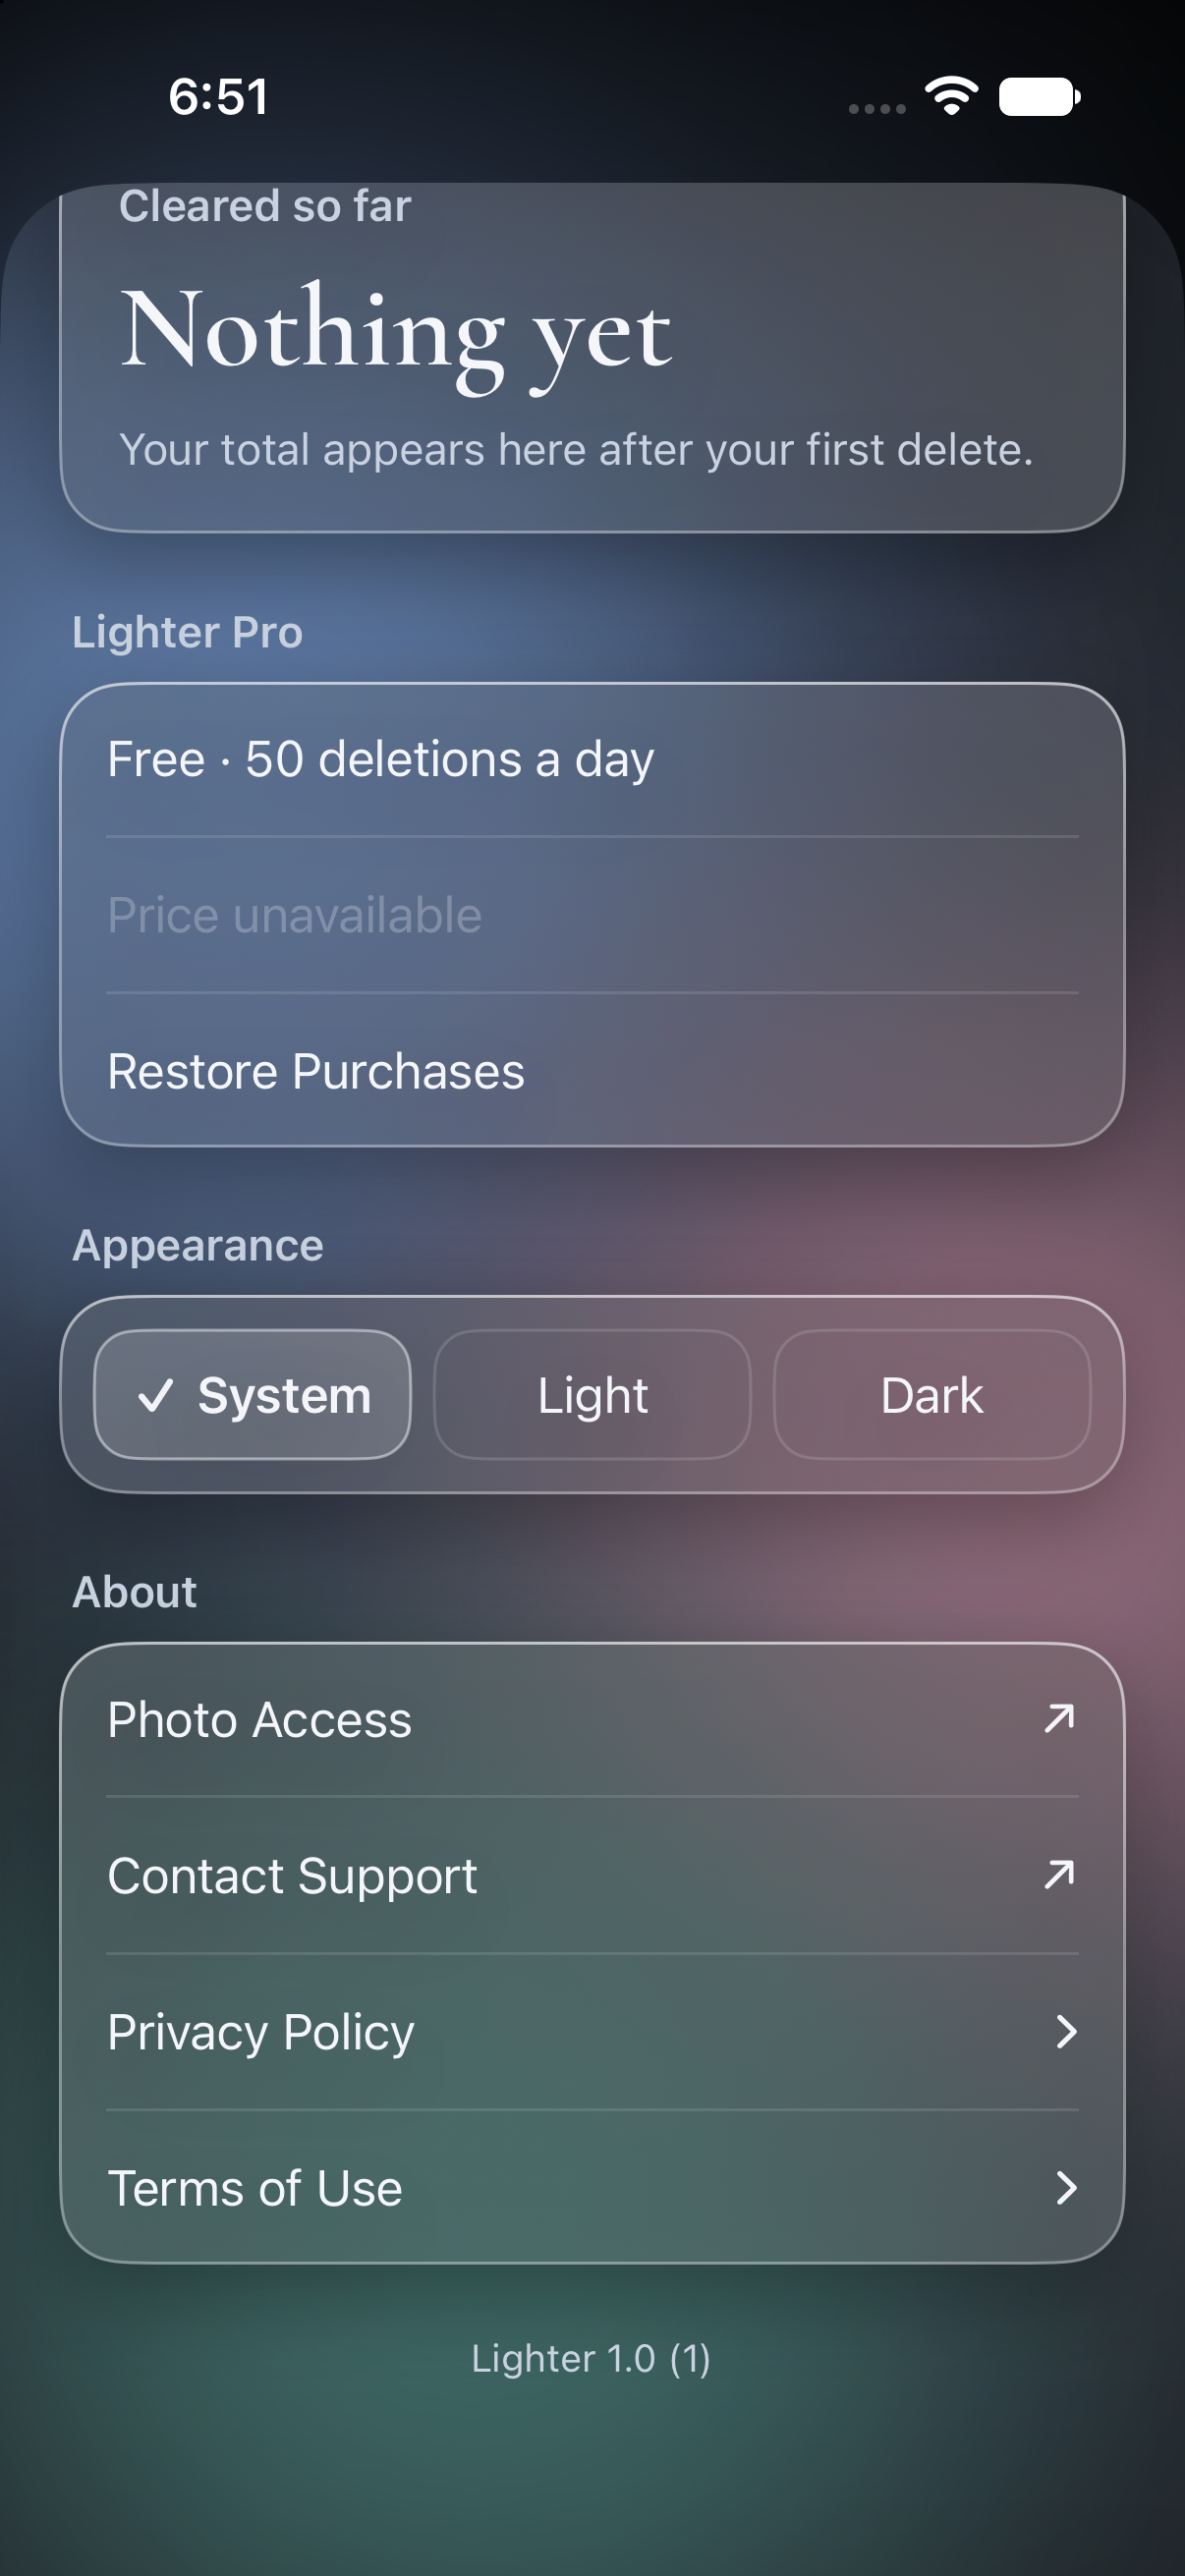 6:51
Cleared so far
Nothing yet
Your total appears here after your first delete.
Lighter Pro
Free · 50 deletions a day
Price unavailable
Restore Purchases
Appearance
✓ System Light Dark
About
Photo Access
Contact Support
Privacy Policy
Terms of Use
Lighter 1.0 (1)